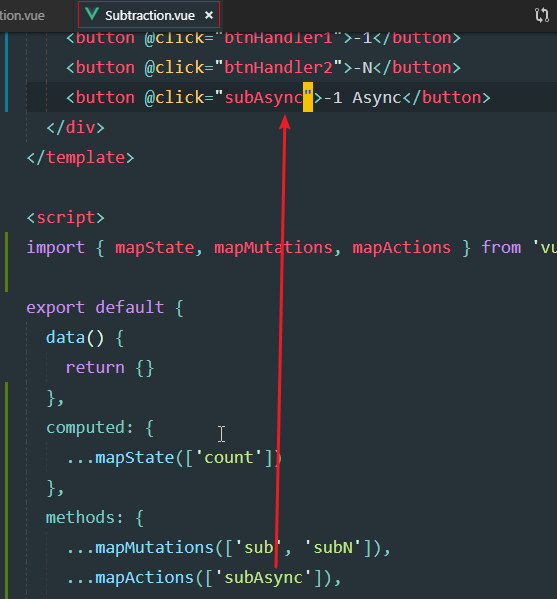 tion.vue Subtraction.vue ×
<button @click="btnHandler1">-1</button>
<button @click="btnHandler2">-N</button>
<button @click="subAsync">-1 Async</button>
</div>
</template>
<script>
import { mapState, mapMutations, mapActions } from 'vu
export default {
data() {
return {}
},
computed: {
...mapState(['count'])
},
methods: {
...mapMutations(['sub', 'subN']),
...mapActions(['subAsync']),